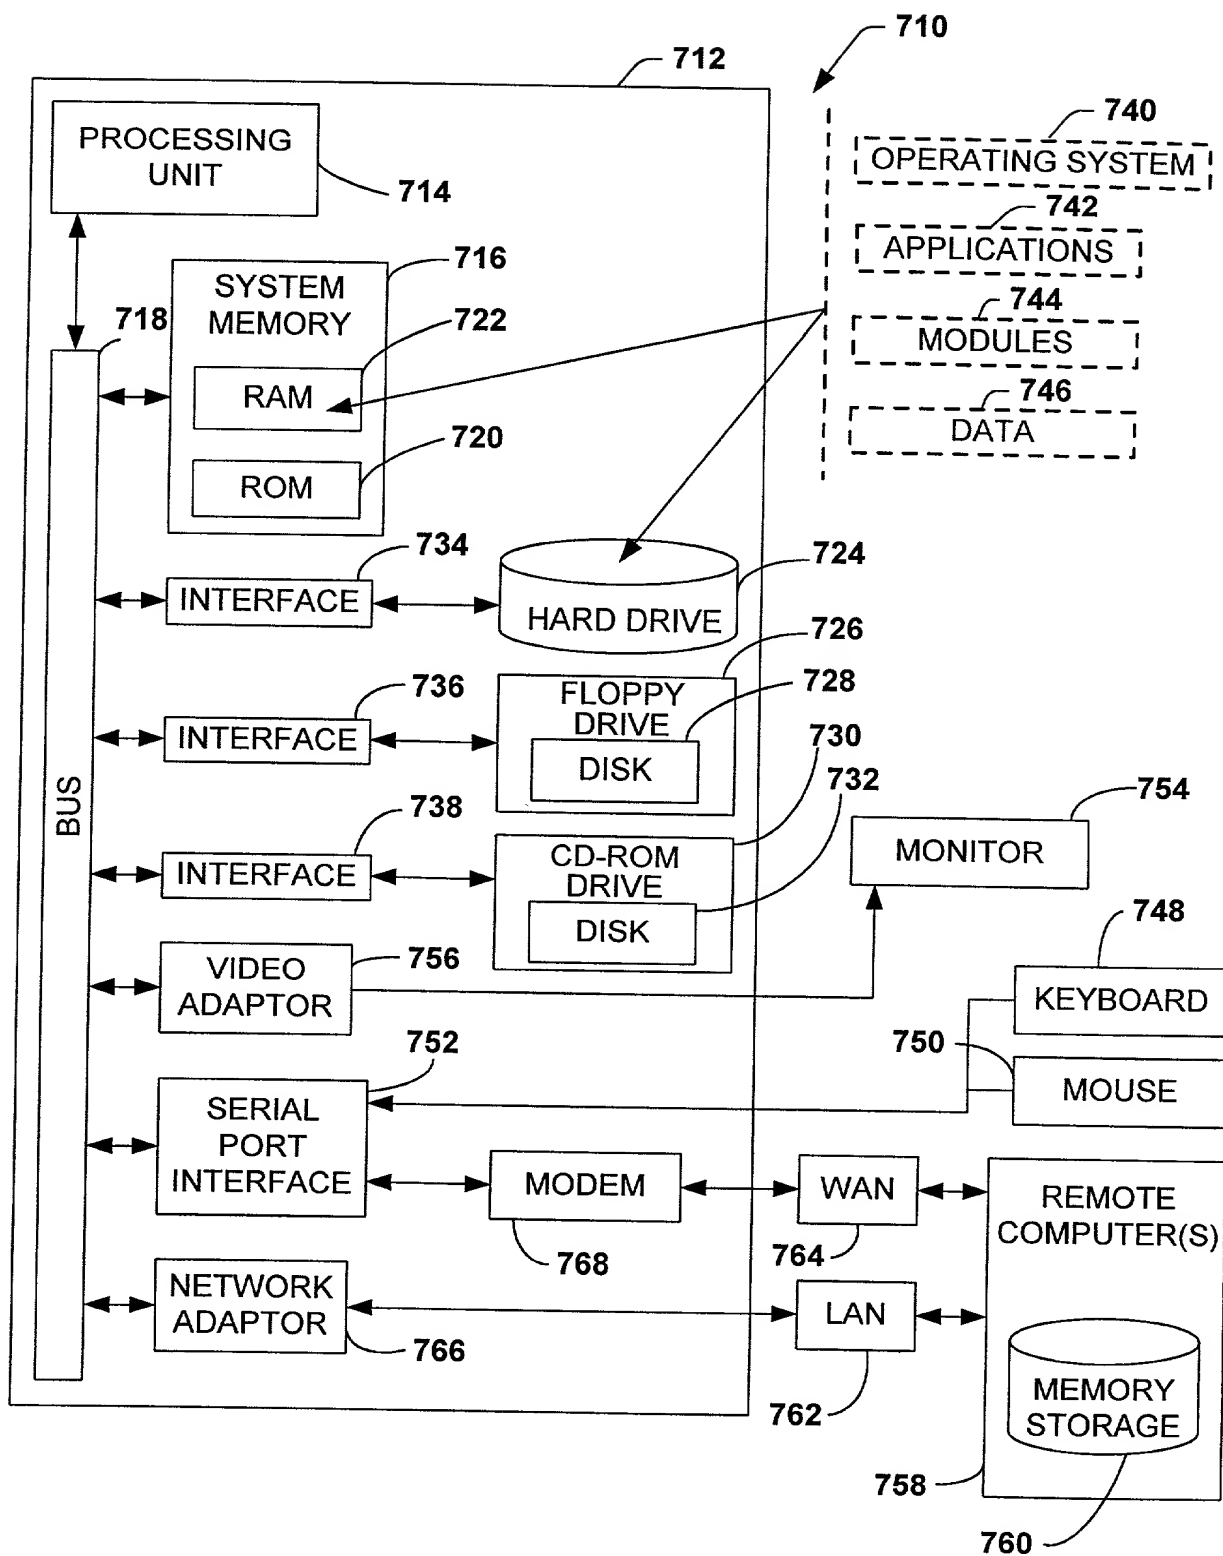 710
712
PROCESSING
UNIT
714
740
OPERATING SYSTEM
742
APPLICATIONS
744
MODULES
746
DATA
716
SYSTEM
MEMORY
718
722
RAM
720
ROM
734
INTERFACE
724
HARD DRIVE
726
736
INTERFACE
FLOPPY
DRIVE
728
DISK
730
732
BUS
738
INTERFACE
CD-ROM
DRIVE
DISK
754
MONITOR
748
KEYBOARD
756
VIDEO
ADAPTOR
750
MOUSE
752
SERIAL
PORT
INTERFACE
MODEM
768
WAN
764
REMOTE
COMPUTER(S)
NETWORK
ADAPTOR
766
LAN
762
MEMORY
STORAGE
758
760